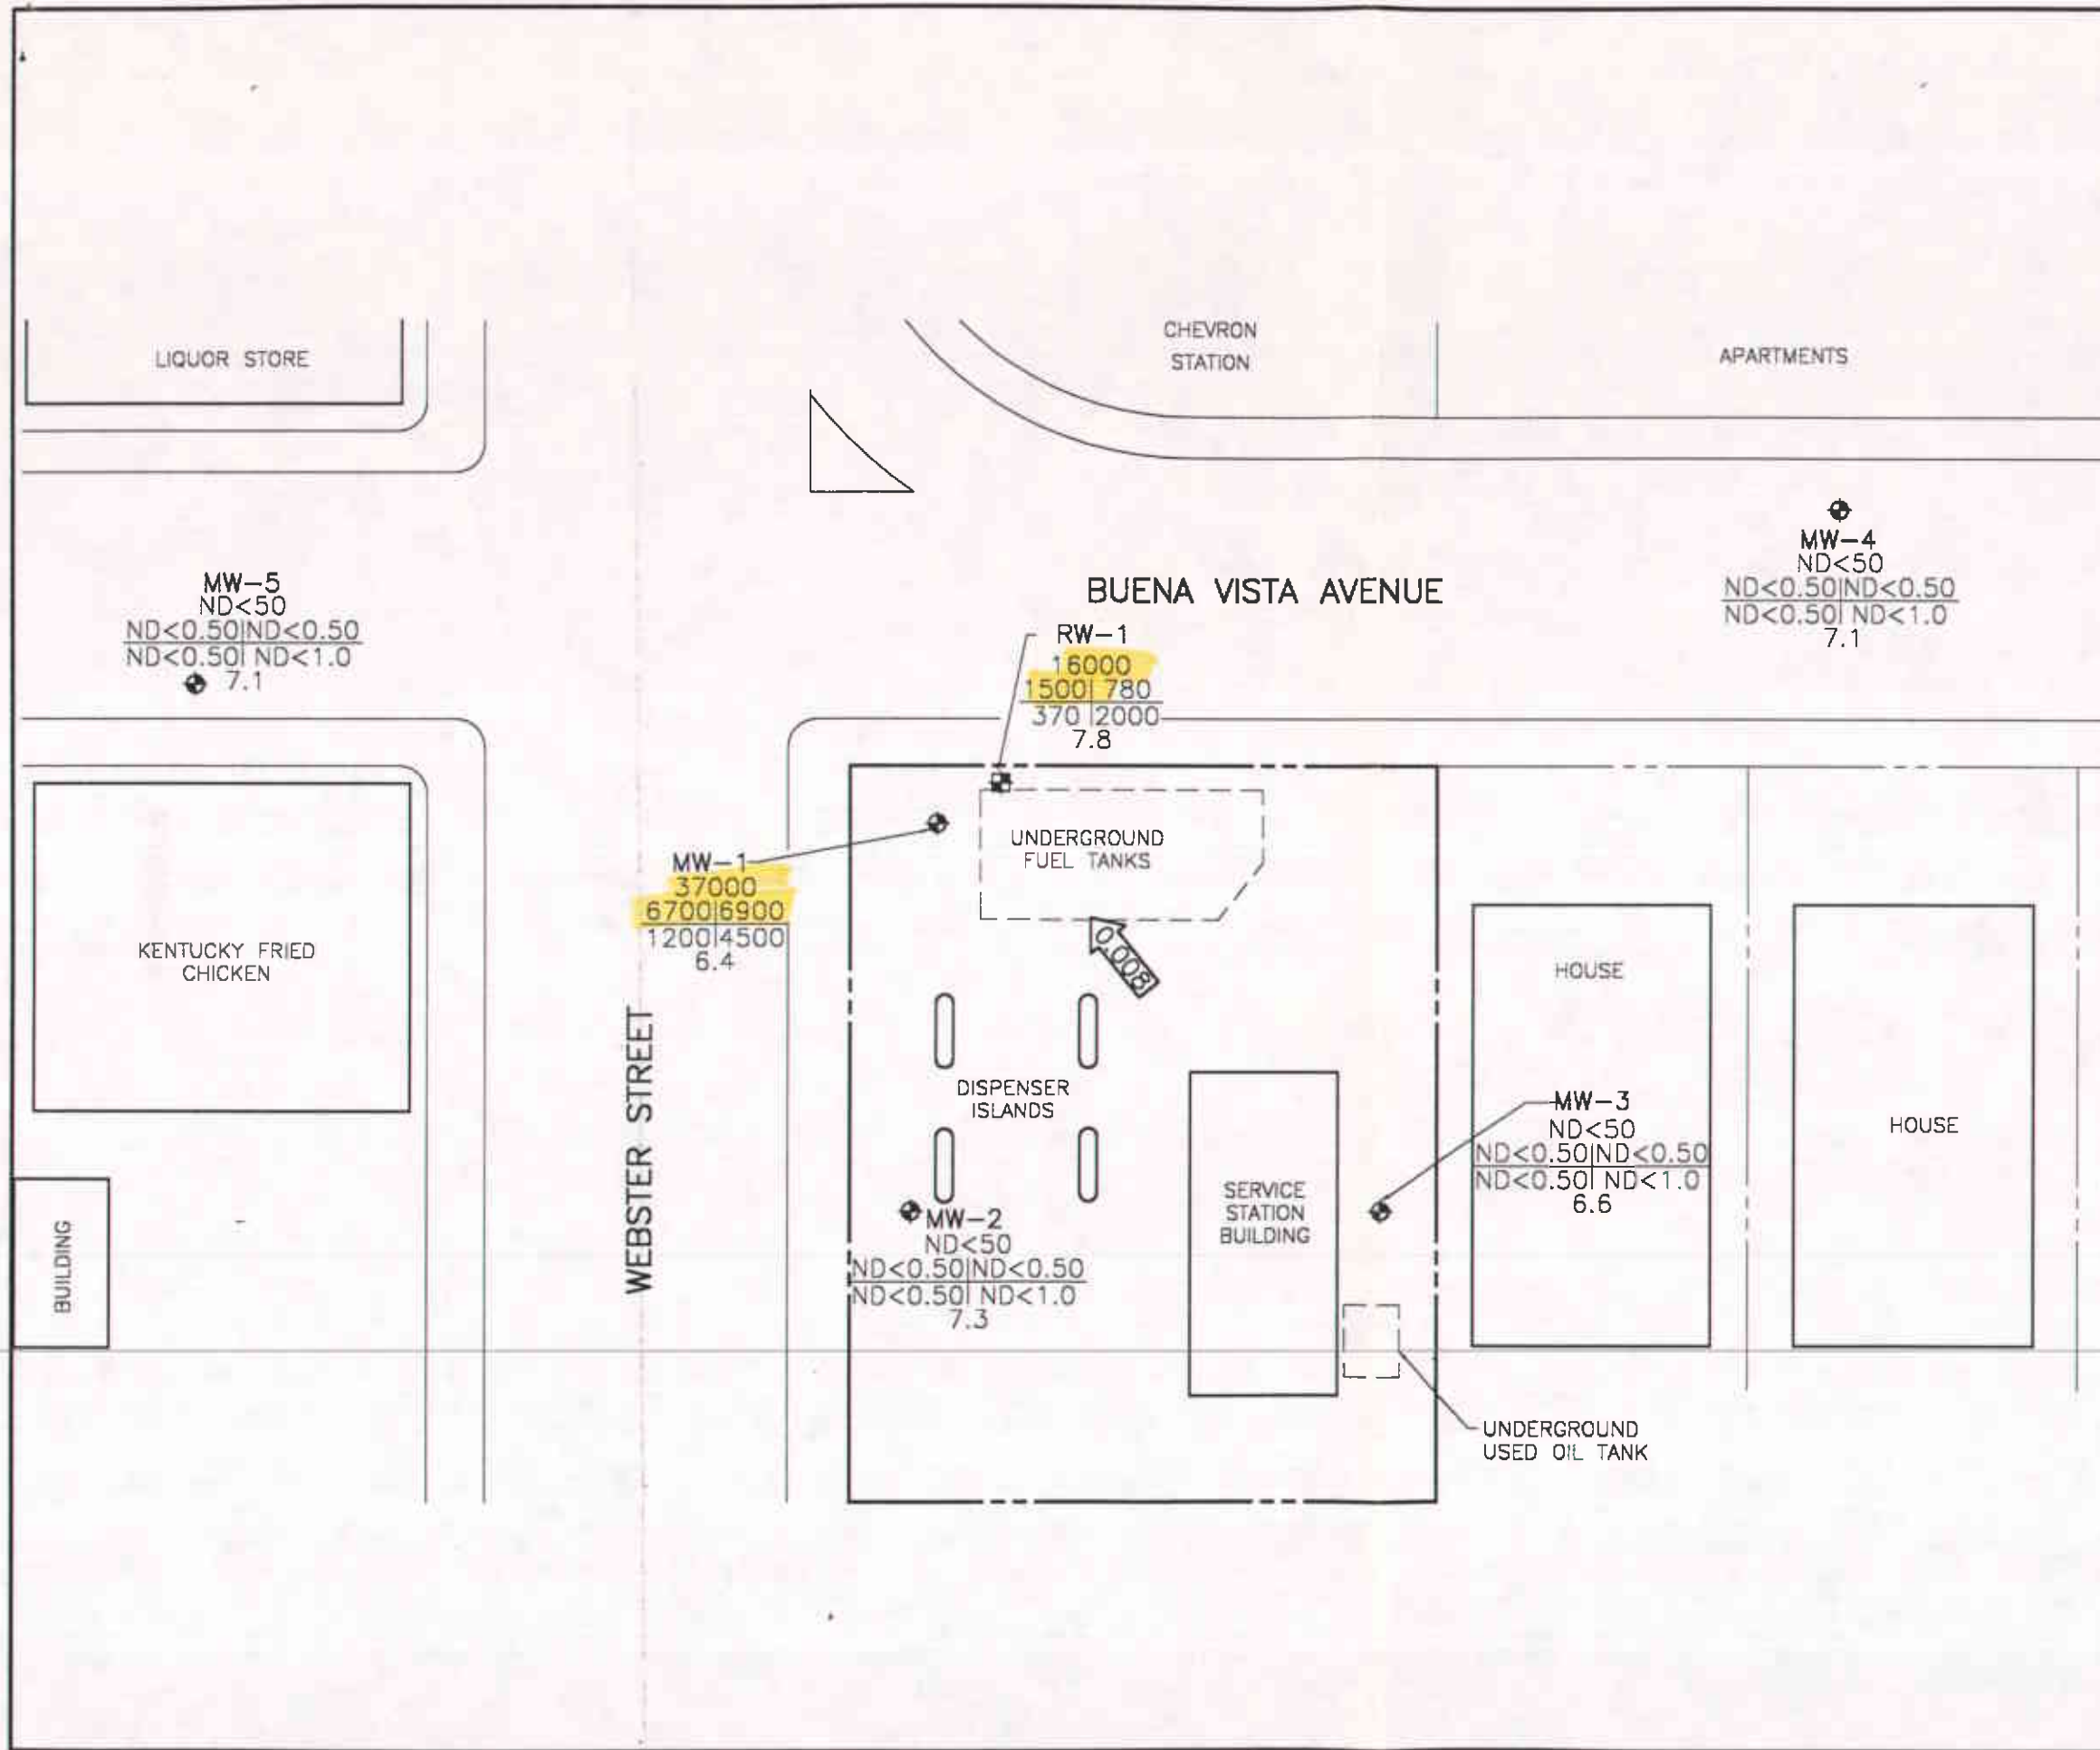 LIQUOR STORE
CHEVRON
STATION
APARTMENTS
MW-5
ND<50
ND<0.50|ND<0.50
ND<0.50| ND<1.0
7.1
BUENA VISTA AVENUE
MW-4
ND<50
ND<0.50|ND<0.50
ND<0.50| ND<1.0
7.1
RW-1
16000
1500| 780
370 |2000
7.8
MW-1
37000
6700|6900
1200|4500
6.4
UNDERGROUND
FUEL TANKS
0.008
KENTUCKY FRIED
CHICKEN
WEBSTER STREET
DISPENSER
ISLANDS
HOUSE
MW-3
ND<50
ND<0.50|ND<0.50
ND<0.50| ND<1.0
6.6
HOUSE
BUILDING
MW-2
ND<50
ND<0.50|ND<0.50
ND<0.50| ND<1.0
7.3
SERVICE
STATION
BUILDING
UNDERGROUND
USED OIL TANK